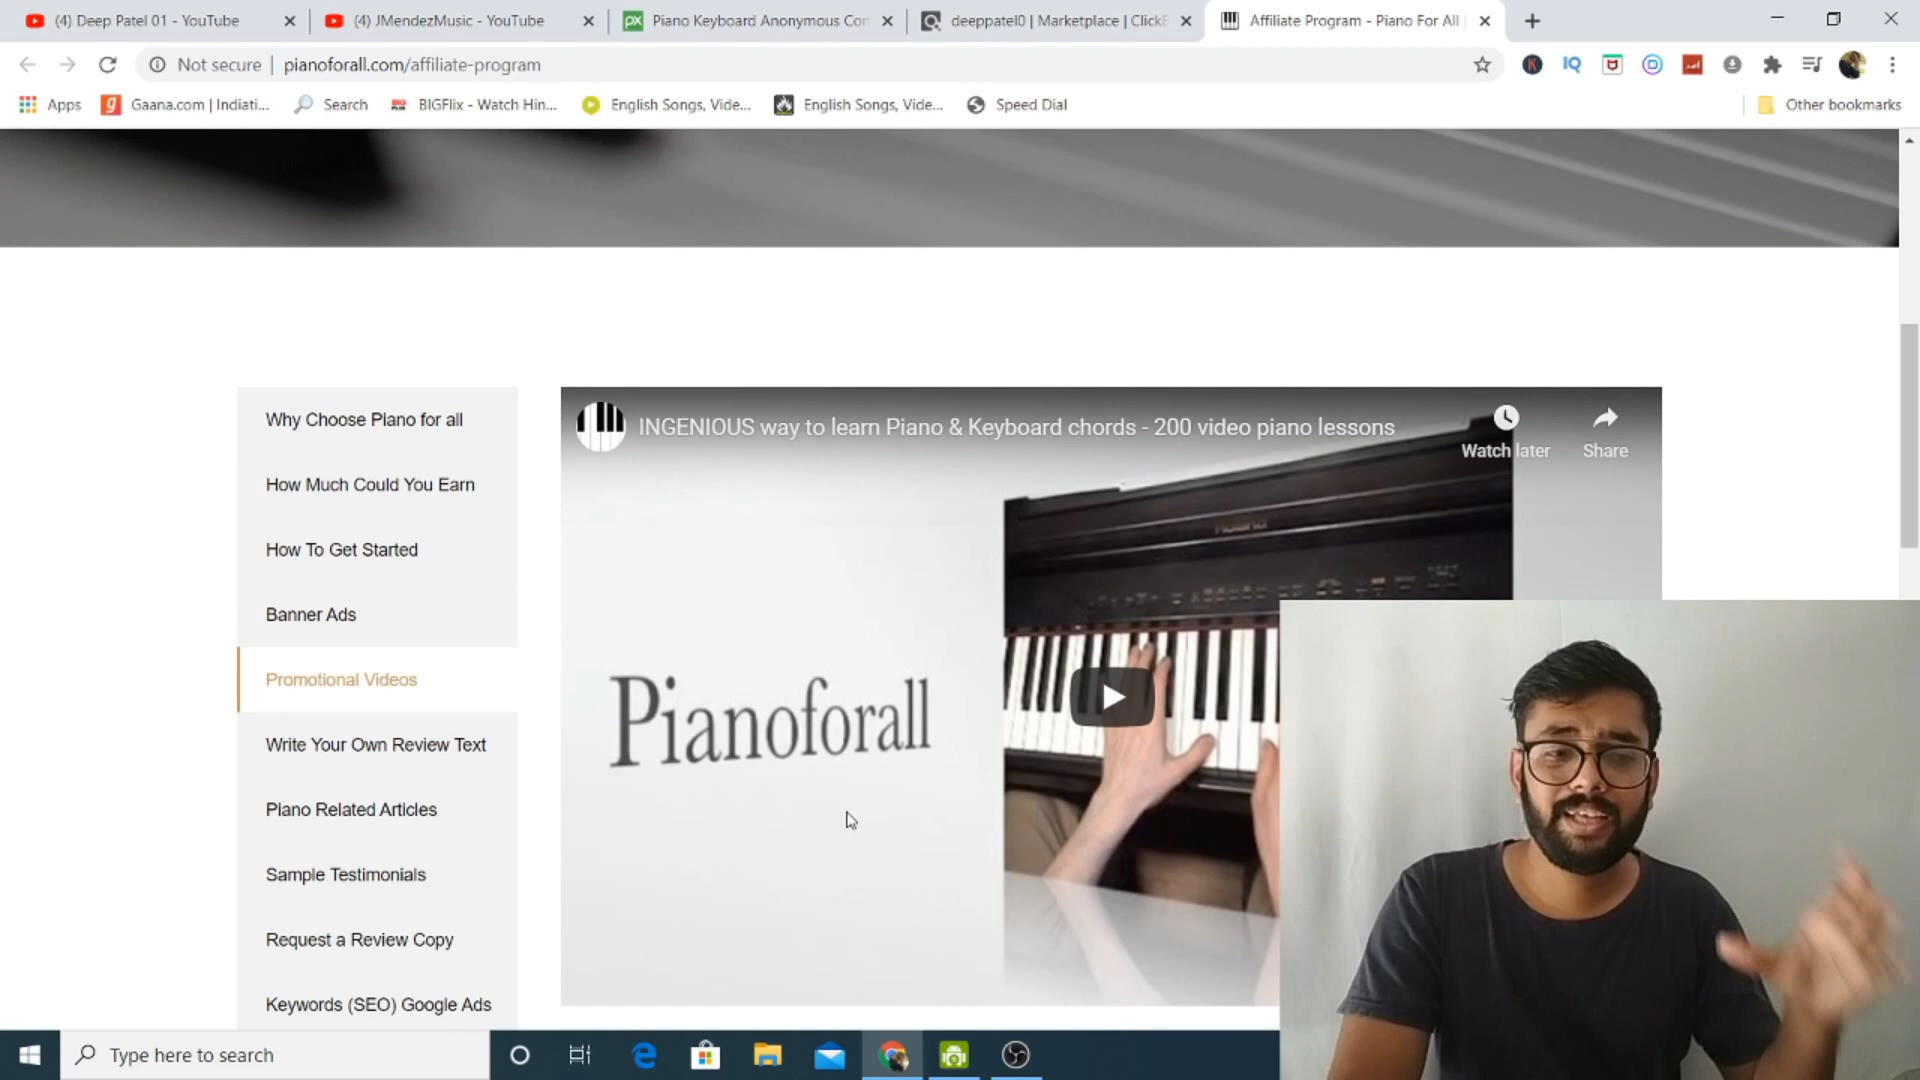 (4) Deep Patel 01 - YouTube
(4) JMendezMusic - YouTube
Piano Keyboard Anonymous Con
deeppatel0 | Marketplace | ClickB
Affiliate Program - Piano For All |
Not secure | pianoforall.com/affiliate-program
Apps
Gaana.com | Indiati...
Search
BIGFlix - Watch Hin...
English Songs, Vide...
English Songs, Vide...
Speed Dial
Other bookmarks
INGENIOUS way to learn Piano & Keyboard chords - 200 video piano lessons
Watch later
Share
Why Choose Piano for all
How Much Could You Earn
How To Get Started
Banner Ads
Promotional Videos
Write Your Own Review Text
Piano Related Articles
Sample Testimonials
Request a Review Copy
Keywords (SEO) Google Ads
Pianoforall
Type here to search